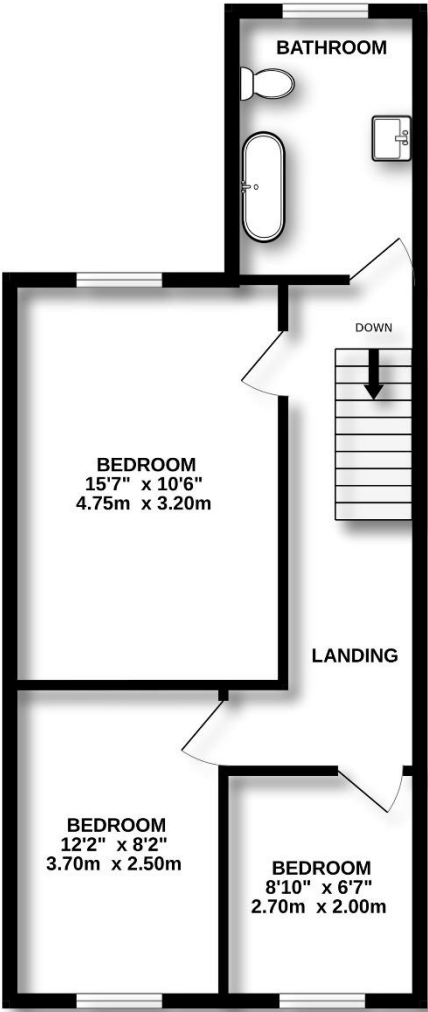 BATHROOM
DOWN
BEDROOM
15'7" x 10'6"
4.75m x 3.20m
LANDING
BEDROOM
12'2" x 8'2"
3.70m x 2.50m
BEDROOM
8'10" x 6'7"
2.70m x 2.00m